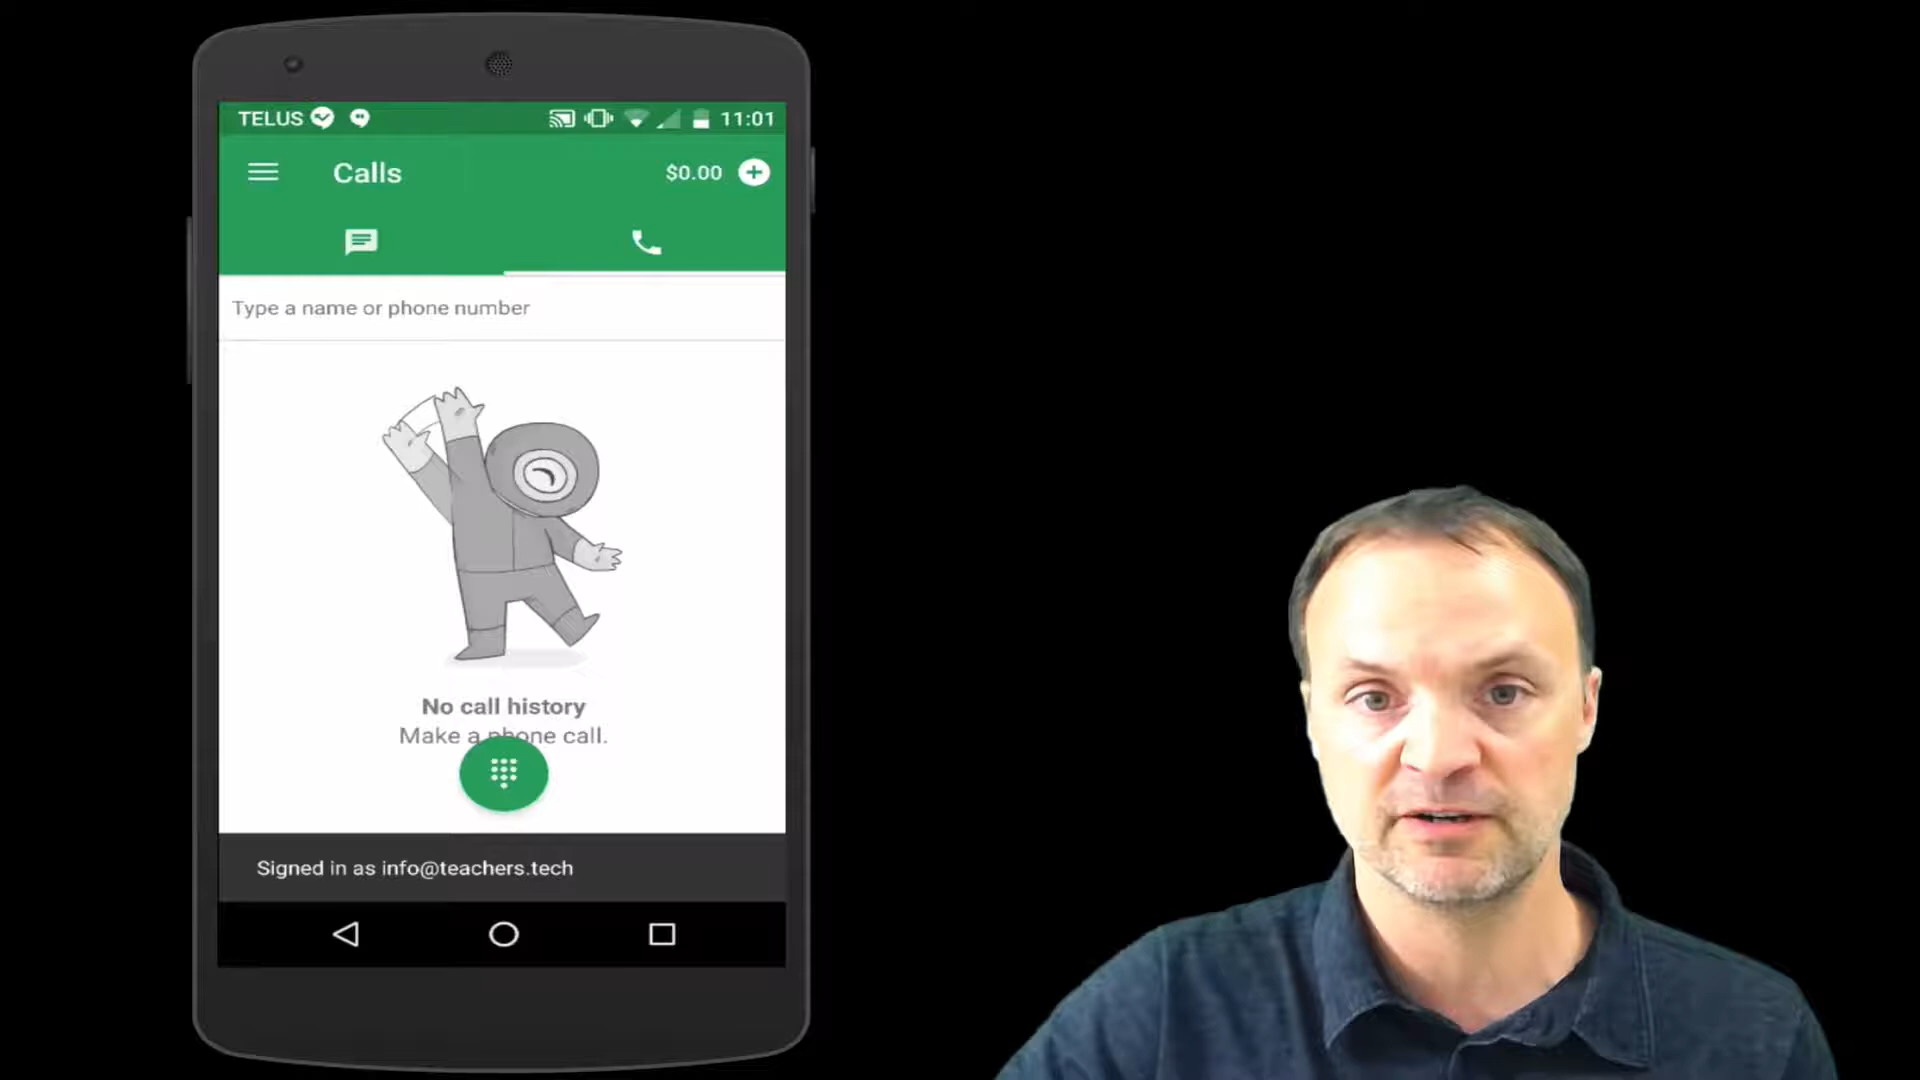 TELUS 11:01
Calls $0.00
Type a name or phone number
No call history
Make a phone call.
Signed in as info@teachers.tech